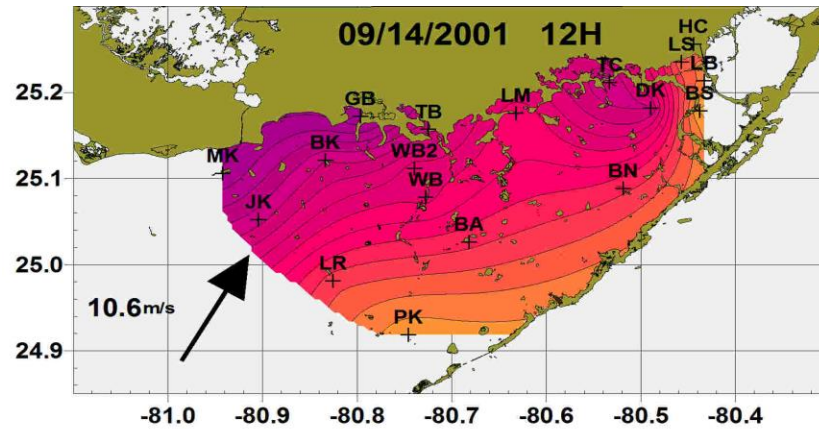 09/14/2001 12H
HC
LS
LB
TC
25.2
GB
LM
DK
BS
TB
BK
WB2
MK
25.1
WB
BN
JK
BA
25.0
LR
10.6m/s
PK
24.9
-81.0 -80.9 -80.8 -80.7 -80.6 -80.5 -80.4